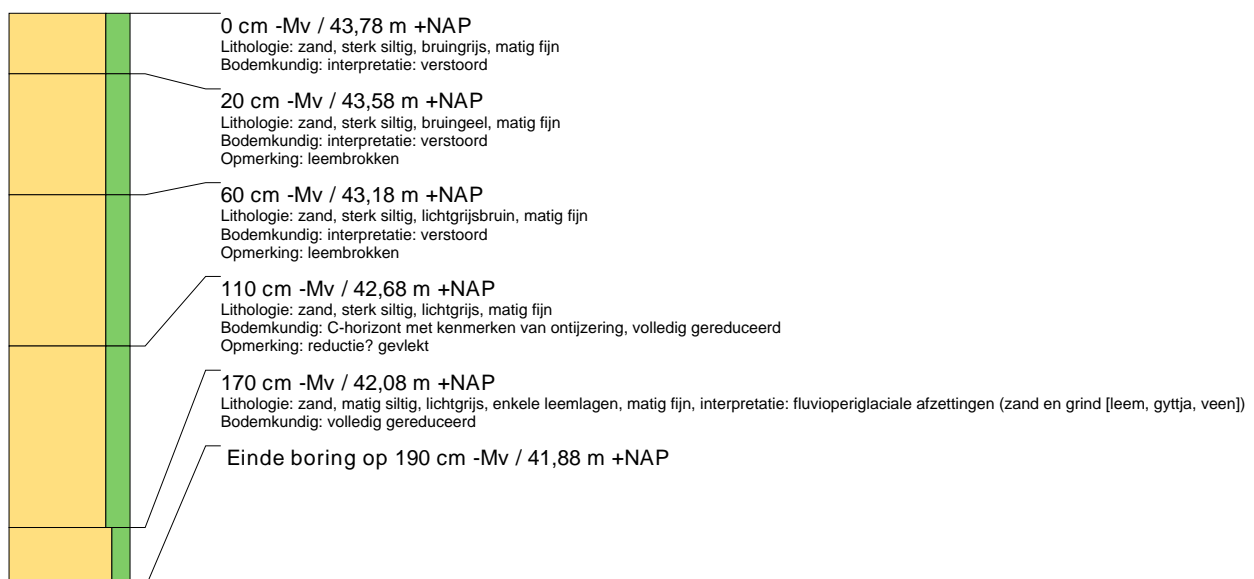 0 cm -Mv / 43,78 m +NAP
Lithologie: zand, sterk siltig, bruingrijs, matig fijn
Bodemkundig: interpretatie: verstoord
20 cm -Mv / 43,58 m +NAP
Lithologie: zand, sterk siltig, bruingeel, matig fijn
Bodemkundig: interpretatie: verstoord
Opmerking: leembrokken
60 cm -Mv / 43,18 m +NAP
Lithologie: zand, sterk siltig, lichtgrijsbruin, matig fijn
Bodemkundig: interpretatie: verstoord
Opmerking: leembrokken
110 cm -Mv / 42,68 m +NAP
Lithologie: zand, sterk siltig, lichtgrijs, matig fijn
Bodemkundig: C-horizont met kenmerken van ontijzering, volledig gereduceerd
Opmerking: reductie? gevlekt
170 cm -Mv / 42,08 m +NAP
Lithologie: zand, matig siltig, lichtgrijs, enkele leemlagen, matig fijn, interpretatie: fluvioperiglaciale afzettingen (zand en grind [leem, gyttja, veen])
Bodemkundig: volledig gereduceerd
Einde boring op 190 cm -Mv / 41,88 m +NAP